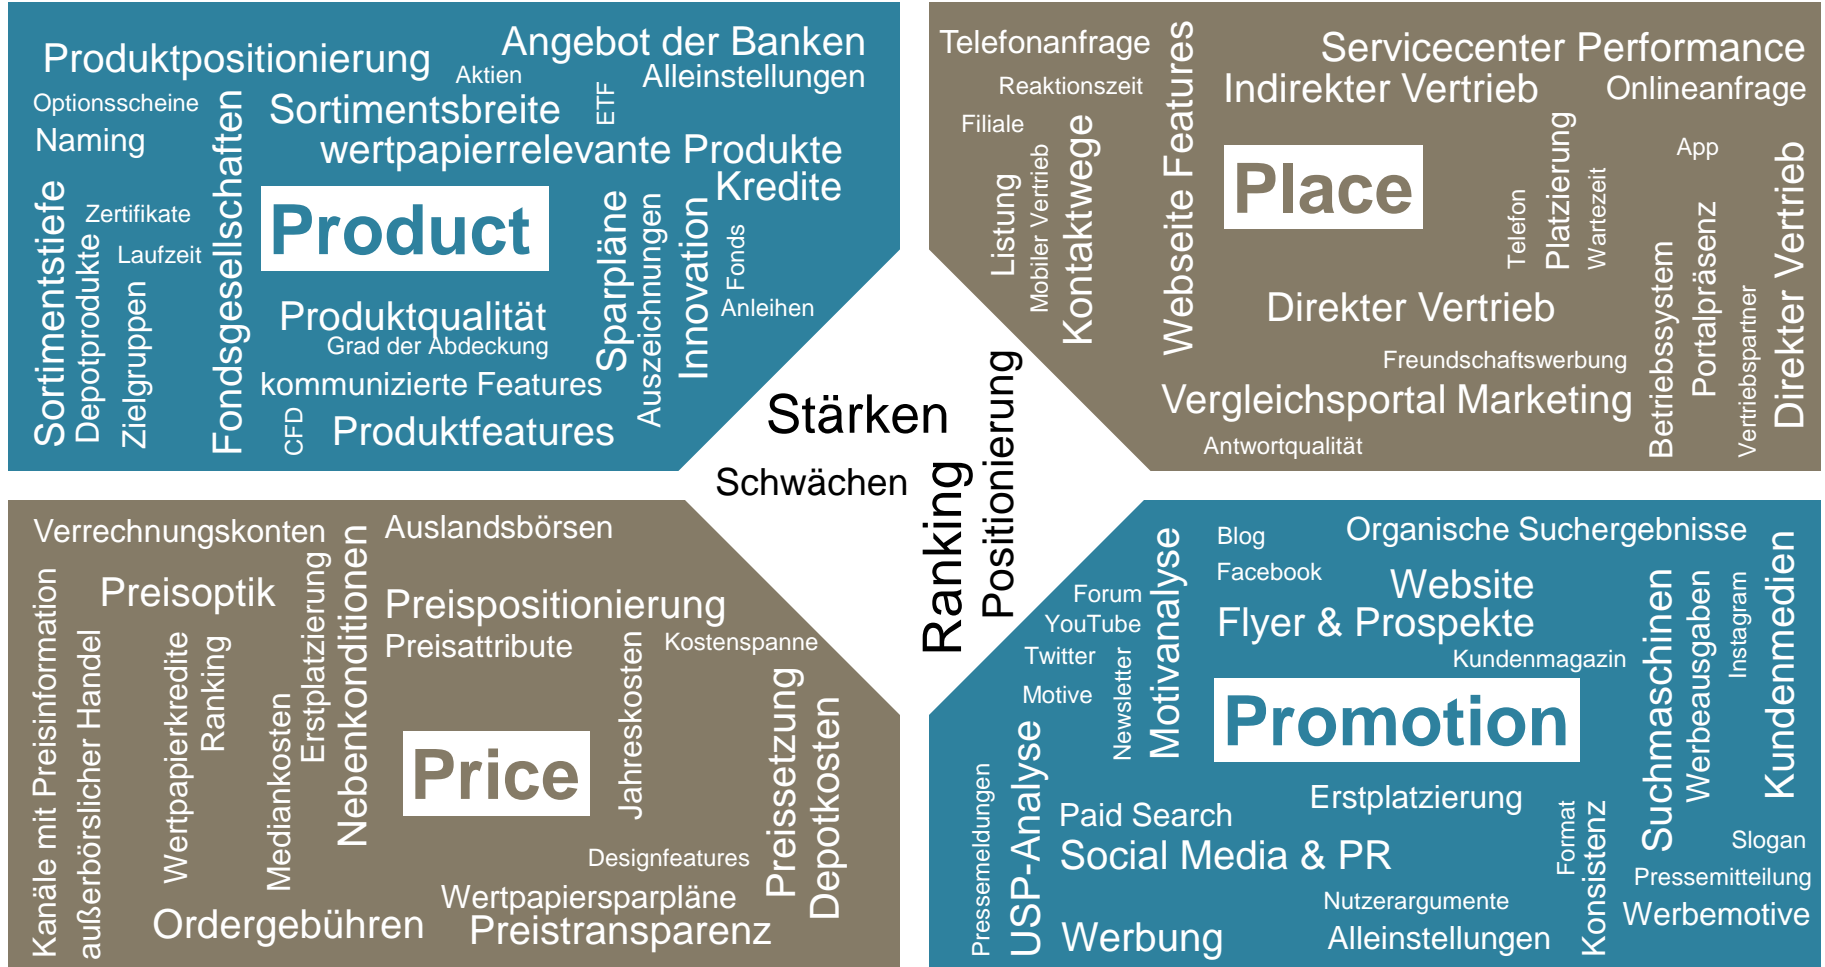 Produktpositionierung
Angebot der Banken
Aktien
Alleinstellungen
Optionsscheine
Sortimentsbreite
ETF
Naming
Fondsgesellschaften
wertpapierrelevante Produkte
Kredite
Sortimentstiefe
Zertifikate
Product
Depotprodukte
Laufzeit
Sparpläne
Auszeichnungen
Innovation
Fonds
Zielgruppen
Anleihen
Produktqualität
Grad der Abdeckung
kommunizierte Features
CFD
Produktfeatures
Telefonanfrage
Webseite Features
Servicecenter Performance
Reaktionszeit
Indirekter Vertrieb
Onlineanfrage
Filiale
Kontaktwege
Platzierung
App
Listung
Mobiler Vertrieb
Place
Telefon
Wartezeit
Direkter Vertrieb
Portalpräsenz
Betriebssystem
Direkter Vertrieb
Vertriebspartner
Freundschaftswerbung
Vergleichsportal Marketing
Antwortqualität
Stärken
Schwächen
Ranking
Positionierung
Verrechnungskonten
Auslandsbörsen
Nebenkonditionen
Erstplatzierung
Kanäle mit Preisinformation
Preisoptik
Preispositionierung
außerbörslicher Handel
Wertpapierkredite
Ranking
Preisattribute
Jahreskosten
Kostenspanne
Mediankosten
Preissetzung
Depotkosten
Price
Designfeatures
Wertpapiersparpläne
Ordergebühren
Preistransparenz
Organische Suchergebnisse
Blog
Motivanalyse
Kundenmedien
Facebook
Website
Suchmaschinen
Werbeausgaben
Instagram
Forum
YouTube
Flyer & Prospekte
Twitter
Newsletter
Kundenmagazin
Motive
Promotion
USP-Analyse
Pressemeldungen
Erstplatzierung
Paid Search
Format
Konsistenz
Slogan
Social Media & PR
Pressemitteilung
Nutzerargumente
Werbemotive
Werbung
Alleinstellungen